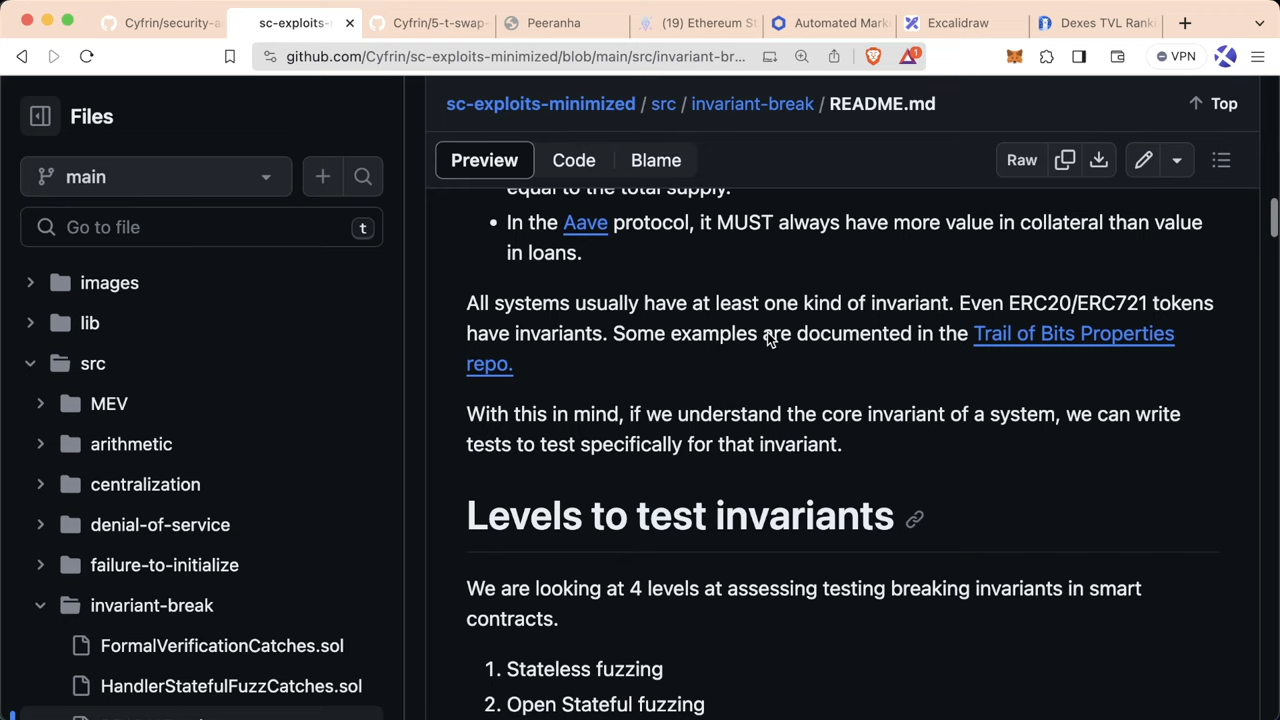 Cyfrin/security-a
sc-exploits-
Cyfrin/5-t-swap-
Peeranha
(19) Ethereum St
Automated Mark
Excalidraw
Dexes TVL Ranki
github.com/Cyfrin/sc-exploits-minimized/blob/main/src/invariant-br...
1
VPN
Files
main
Go to file
t
images
lib
src
MEV
arithmetic
centralization
denial-of-service
failure-to-initialize
invariant-break
FormalVerificationCatches.sol
HandlerStatefulFuzzCatches.sol
sc-exploits-minimized / src / invariant-break / README.md
Top
Preview
Code
Blame
Raw
equal to the total supply.
• In the Aave protocol, it MUST always have more value in collateral than value
in loans.
All systems usually have at least one kind of invariant. Even ERC20/ERC721 tokens
have invariants. Some examples are documented in the Trail of Bits Properties
repo.
With this in mind, if we understand the core invariant of a system, we can write
tests to test specifically for that invariant.
Levels to test invariants
We are looking at 4 levels at assessing testing breaking invariants in smart
contracts.
1. Stateless fuzzing
2. Open Stateful fuzzing